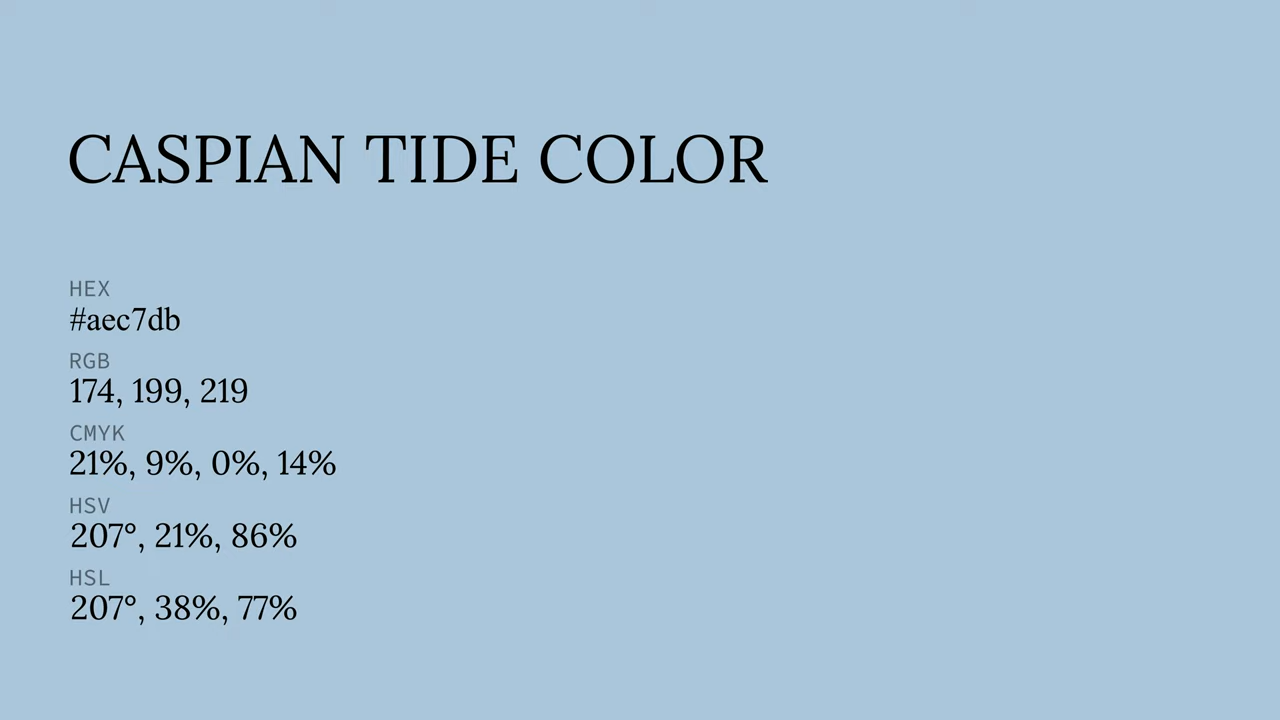 CASPIAN TIDE COLOR
HEX
#aec7db
RGB
174, 199, 219
CMYK
21%, 9%, 0%, 14%
HSV
207°, 21%, 86%
HSL
207°, 38%, 77%